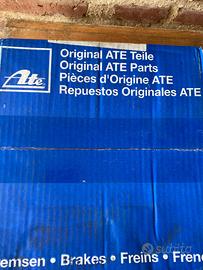 Original ATE Teile
Original ATE Parts
Pièces d'Origine ATE
Repuestos Originales ATE
Ate
emsen • Brakes • Freins • Fren
subito